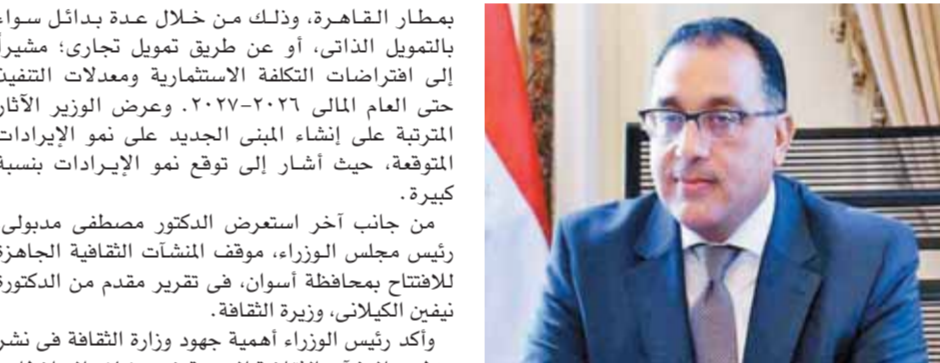 بمطار القاهرة، وذلك من خلال عدة بدائل سواء
بالتمويل الذاتى، أو عن طريق تمويل تجارى؛ مشيراً
إلى افتراضات التكلفة الاستثمارية ومعدلات التنفيذ
حتى العام المالى ٢٠٢٦-٢٠٢٧. وعرض الوزير الآثار
المترتبة على إنشاء المبنى الجديد على نمو الإيرادات
المتوقعة، حيث أشار إلى توقع نمو الإيرادات بنسبة
كبيرة.
من جانب آخر استعرض الدكتور مصطفى مدبولى
رئيس مجلس الوزراء، موقف المنشآت الثقافية الجاهزة
للافتتاح بمحافظة أسوان، فى تقرير مقدم من الدكتورة
نيفين الكيلانى، وزيرة الثقافة.
وأكد رئيس الوزراء أهمية جهود وزارة الثقافة فى نشر